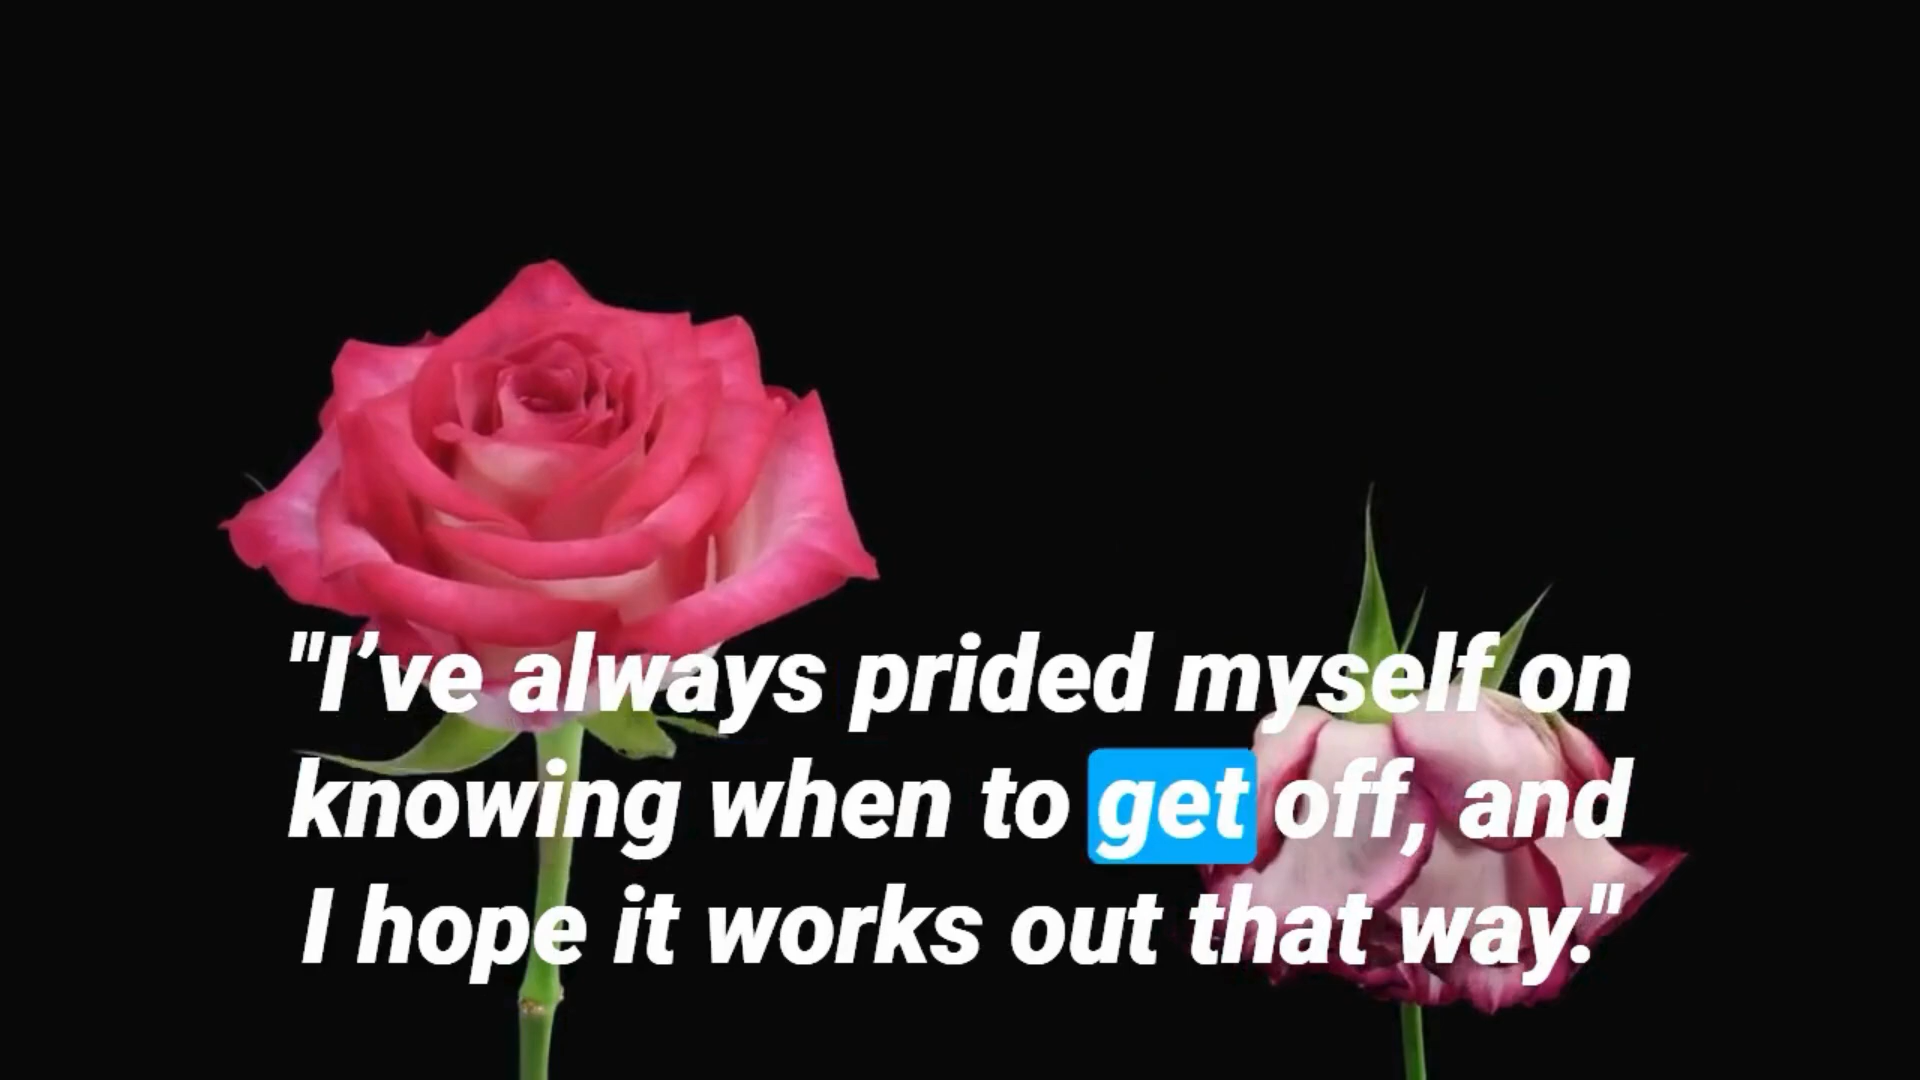 "I’ve always prided myself on
knowing when to get off, and
I hope it works out that way."